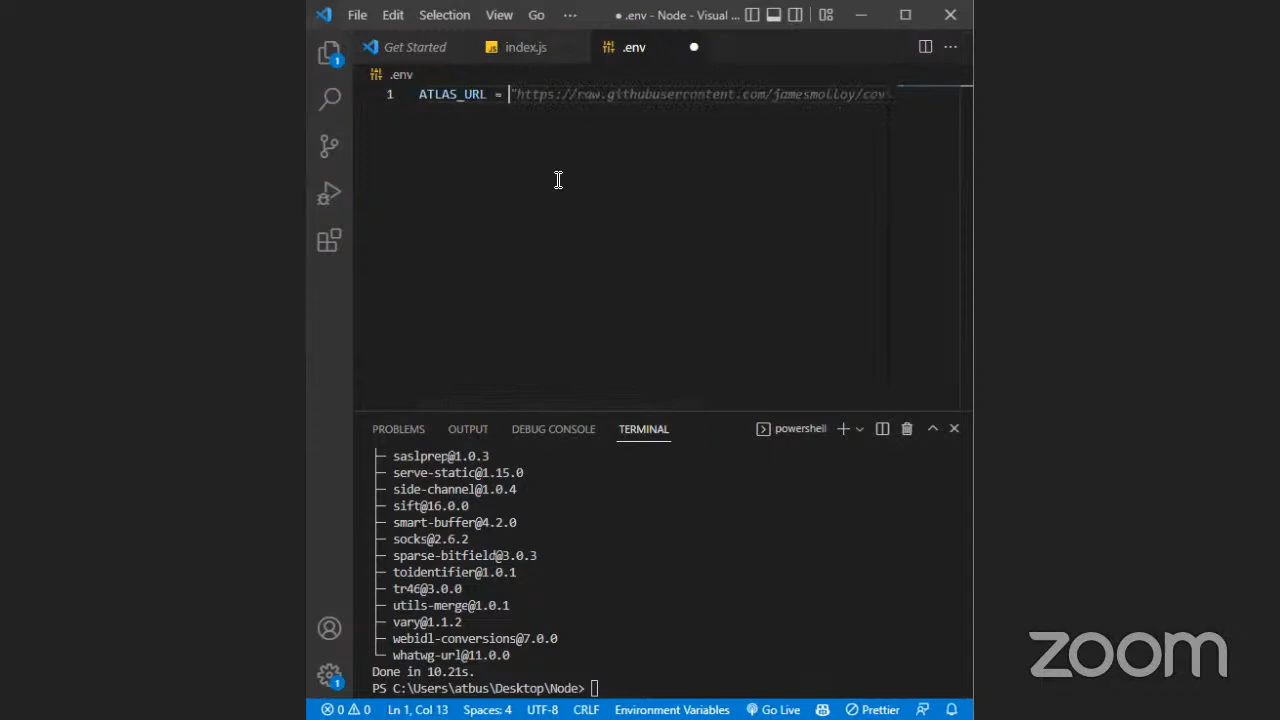 File Edit Selection View Go ··· ● .env - Node - Visual ...
Get Started index.js .env
.env
1 ATLAS_URL = "https://raw.githubusercontent.com/jamesmolloy/cov
PROBLEMS OUTPUT DEBUG CONSOLE TERMINAL powershell
saslprep@1.0.3
serve-static@1.15.0
side-channel@1.0.4
sift@16.0.0
smart-buffer@4.2.0
socks@2.6.2
sparse-bitfield@3.0.3
toidentifier@1.0.1
tr46@3.0.0
utils-merge@1.0.1
vary@1.1.2
webidl-conversions@7.0.0
whatwg-url@11.0.0
Done in 10.21s.
PS C:\Users\atbus\Desktop\Node>
0 0 Ln 1, Col 13 Spaces: 4 UTF-8 CRLF Environment Variables Go Live Prettier
1
1
zoom